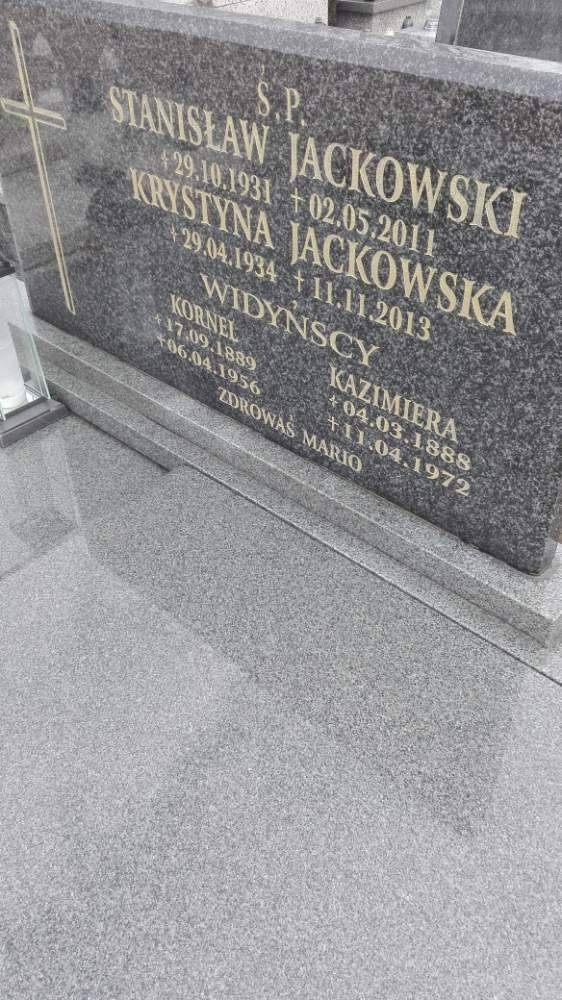 Ś.P.
STANISŁAW JACKOWSKI
† 29.10.1931 † 02.05.2011
KRYSTYNA JACKOWSKA
† 29.04.1934 † 11.11.2013
WIDYŃSCY
KORNEL KAZIMIERA
† 17.09.1889 † 04.03.1888
† 06.04.1956 † 11.04.1972
ZDROWAŚ MARIO